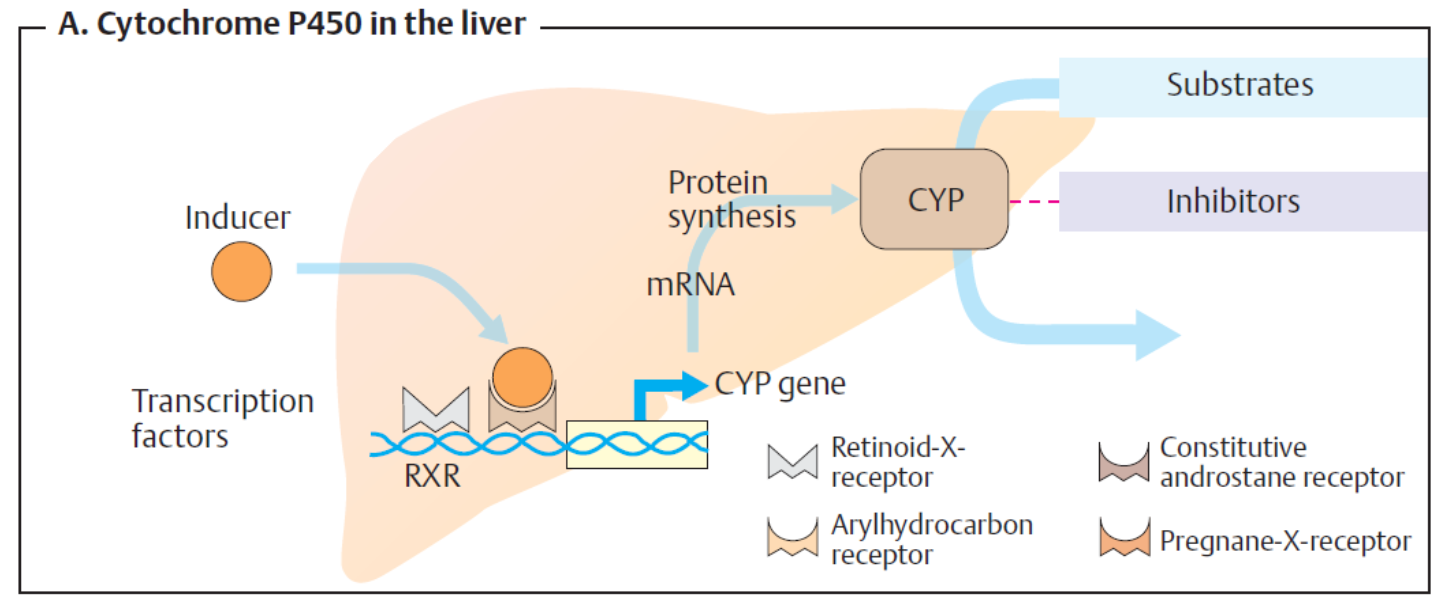 A. Cytochrome P450 in the liver
Substrates
Protein
synthesis
CYP
Inhibitors
Inducer
mRNA
CYP gene
Transcription
factors
RXR
Retinoid-X-
receptor
Constitutive
androstane receptor
Arylhydrocarbon
receptor
Pregnane-X-receptor